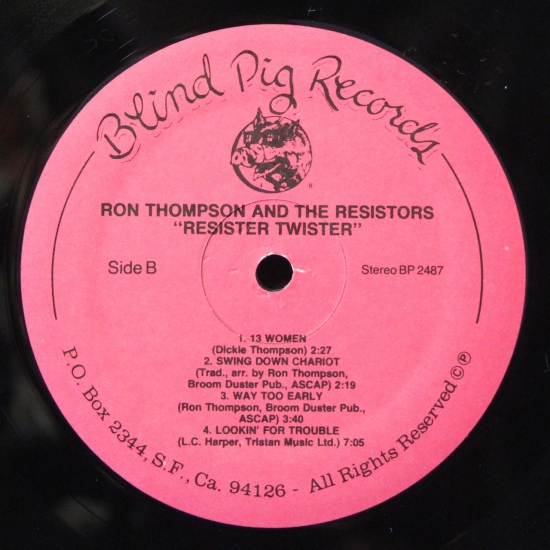 Blind Pig Records
®
RON THOMPSON AND THE RESISTORS
"RESISTER TWISTER"
Side B
Stereo BP 2487
1. 13 WOMEN
(Dickie Thompson) 2:27
2. SWING DOWN CHARIOT
(Trad., arr. by Ron Thompson,
Broom Duster Pub., ASCAP) 2:19
3. WAY TOO EARLY
(Ron Thompson, Broom Duster Pub.,
ASCAP) 3:40
4. LOOKIN' FOR TROUBLE
(L.C. Harper, Tristan Music Ltd.) 7:05
P.O. Box 2344, S.F., Ca. 94126 - All Rights Reserved ©℗